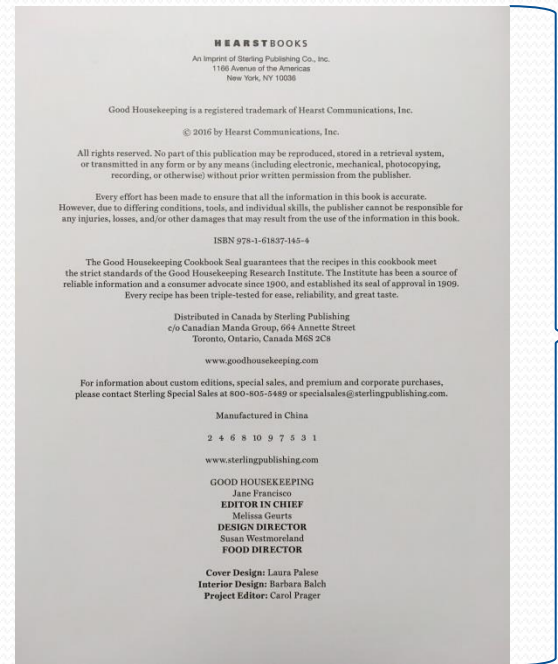 HEARSTBOOKS
An Imprint of Sterling Publishing Co., Inc.
1166 Avenue of the Americas
New York, NY 10036
Good Housekeeping is a registered trademark of Hearst Communications, Inc.
© 2016 by Hearst Communications, Inc.
All rights reserved. No part of this publication may be reproduced, stored in a retrieval system,
or transmitted in any form or by any means (including electronic, mechanical, photocopying,
recording, or otherwise) without prior written permission from the publisher.
Every effort has been made to ensure that all the information in this book is accurate.
However, due to differing conditions, tools, and individual skills, the publisher cannot be responsible for
any injuries, losses, and/or other damages that may result from the use of the information in this book.
ISBN 978-1-61837-145-4
The Good Housekeeping Cookbook Seal guarantees that the recipes in this cookbook meet
the strict standards of the Good Housekeeping Research Institute. The Institute has been a source of
reliable information and a consumer advocate since 1900, and established its seal of approval in 1909.
Every recipe has been triple-tested for ease, reliability, and great taste.
Distributed in Canada by Sterling Publishing
c/o Canadian Manda Group, 664 Annette Street
Toronto, Ontario, Canada M6S 2C8
www.goodhousekeeping.com
For information about custom editions, special sales, and premium and corporate purchases,
please contact Sterling Special Sales at 800-805-5489 or specialsales@sterlingpublishing.com.
Manufactured in China
2 4 6 8 10 9 7 5 3 1
www.sterlingpublishing.com
GOOD HOUSEKEEPING
Jane Francisco
EDITOR IN CHIEF
Melissa Geurts
DESIGN DIRECTOR
Susan Westmoreland
FOOD DIRECTOR
Cover Design: Laura Palese
Interior Design: Barbara Balch
Project Editor: Carol Prager